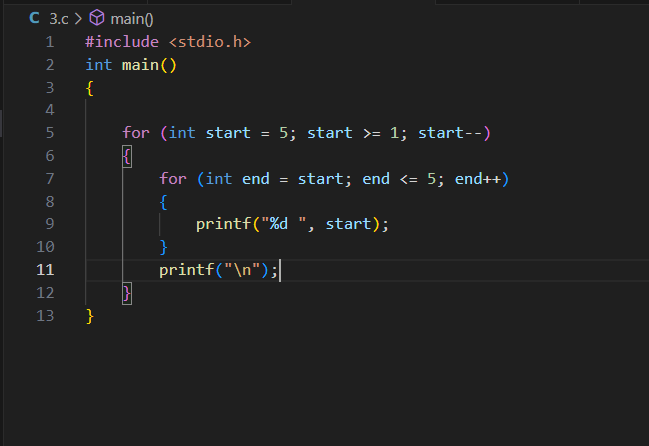 C 3.c > main()
1 #include <stdio.h>
2 int main()
3 {
4
5 for (int start = 5; start >= 1; start--)
6 {
7 for (int end = start; end <= 5; end++)
8 {
9 printf("%d ", start);
10 }
11 printf("\n");
12 }
13 }